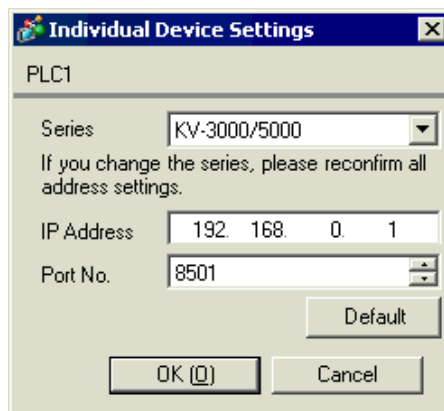 Individual Device Settings
PLC1
Series KV-3000/5000
If you change the series, please reconfirm all
address settings.
IP Address 192. 168. 0. 1
Port No. 8501
Default
OK (O) Cancel